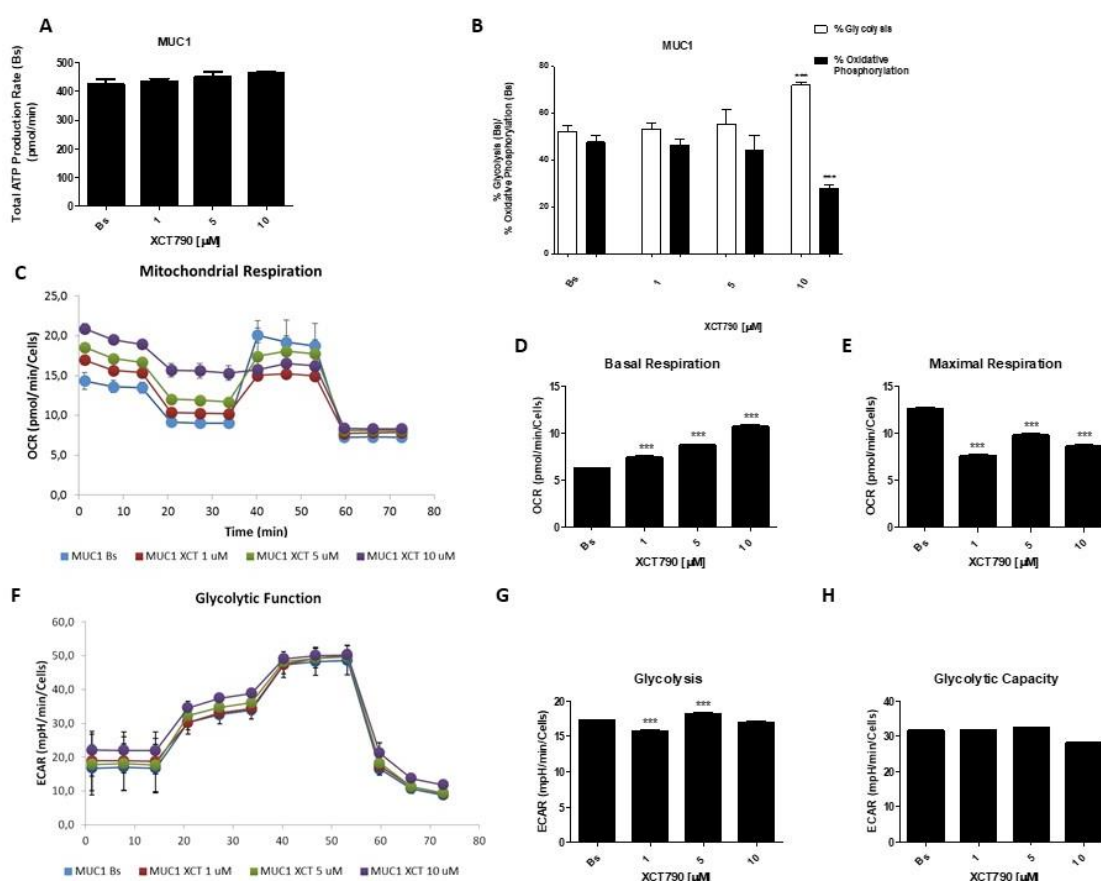 A
MUC1
Total ATP Production Rate (Bs)
(pmol/min)
500
400
300
200
100
0
Bs
1
5
10
XCT790 [µM]
B
MUC1
% Glycolysis
% Oxidative
Phosphorylation
% Glycolysis (Bs)/
% Oxidative Phosphorylation (Bs)
80
60
40
20
0
***
***
Bs
1
5
10
XCT790 [µM]
C
Mitochondrial Respiration
OCR (pmol/min/Cells)
25,0
20,0
15,0
10,0
5,0
0,0
0 10 20 30 40 50 60 70 80
Time (min)
MUC1 Bs MUC1 XCT 1 uM MUC1 XCT 5 uM MUC1 XCT 10 uM
D
Basal Respiration
OCR (pmol/min/Cells)
15
10
5
0
*** *** ***
Bs
1
5
10
XCT790 [µM]
E
Maximal Respiration
OCR (pmol/min/Cells)
15
10
5
0
*** *** ***
Bs
1
5
10
XCT790 [µM]
F
Glycolytic Function
ECAR (mpH/min/Cells)
60,0
50,0
40,0
30,0
20,0
10,0
0,0
0 10 20 30 40 50 60 70 80
MUC1 Bs MUC1 XCT 1 uM MUC1 XCT 5 uM MUC1 XCT 10 uM
G
Glycolysis
ECAR (mpH/min/Cells)
20
15
10
5
0
*** ***
Bs
1
5
10
XCT790 [µM]
H
Glycolytic Capacity
ECAR (mpH/min/Cells)
40
30
20
10
0
Bs
1
5
10
XCT790 [µM]